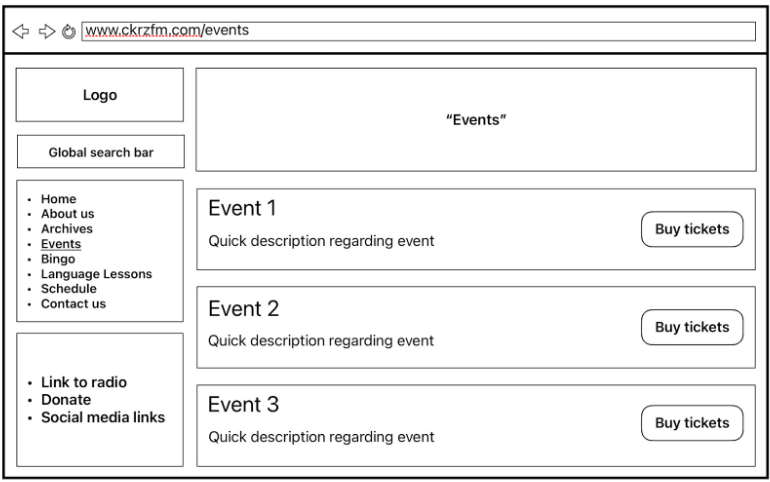 www.ckrzfm.com/events
Logo
Global search bar
• Home
• About us
• Archives
• Events
• Bingo
• Language Lessons
• Schedule
• Contact us
• Link to radio
• Donate
• Social media links
“Events”
Event 1
Quick description regarding event
Buy tickets
Event 2
Quick description regarding event
Buy tickets
Event 3
Quick description regarding event
Buy tickets